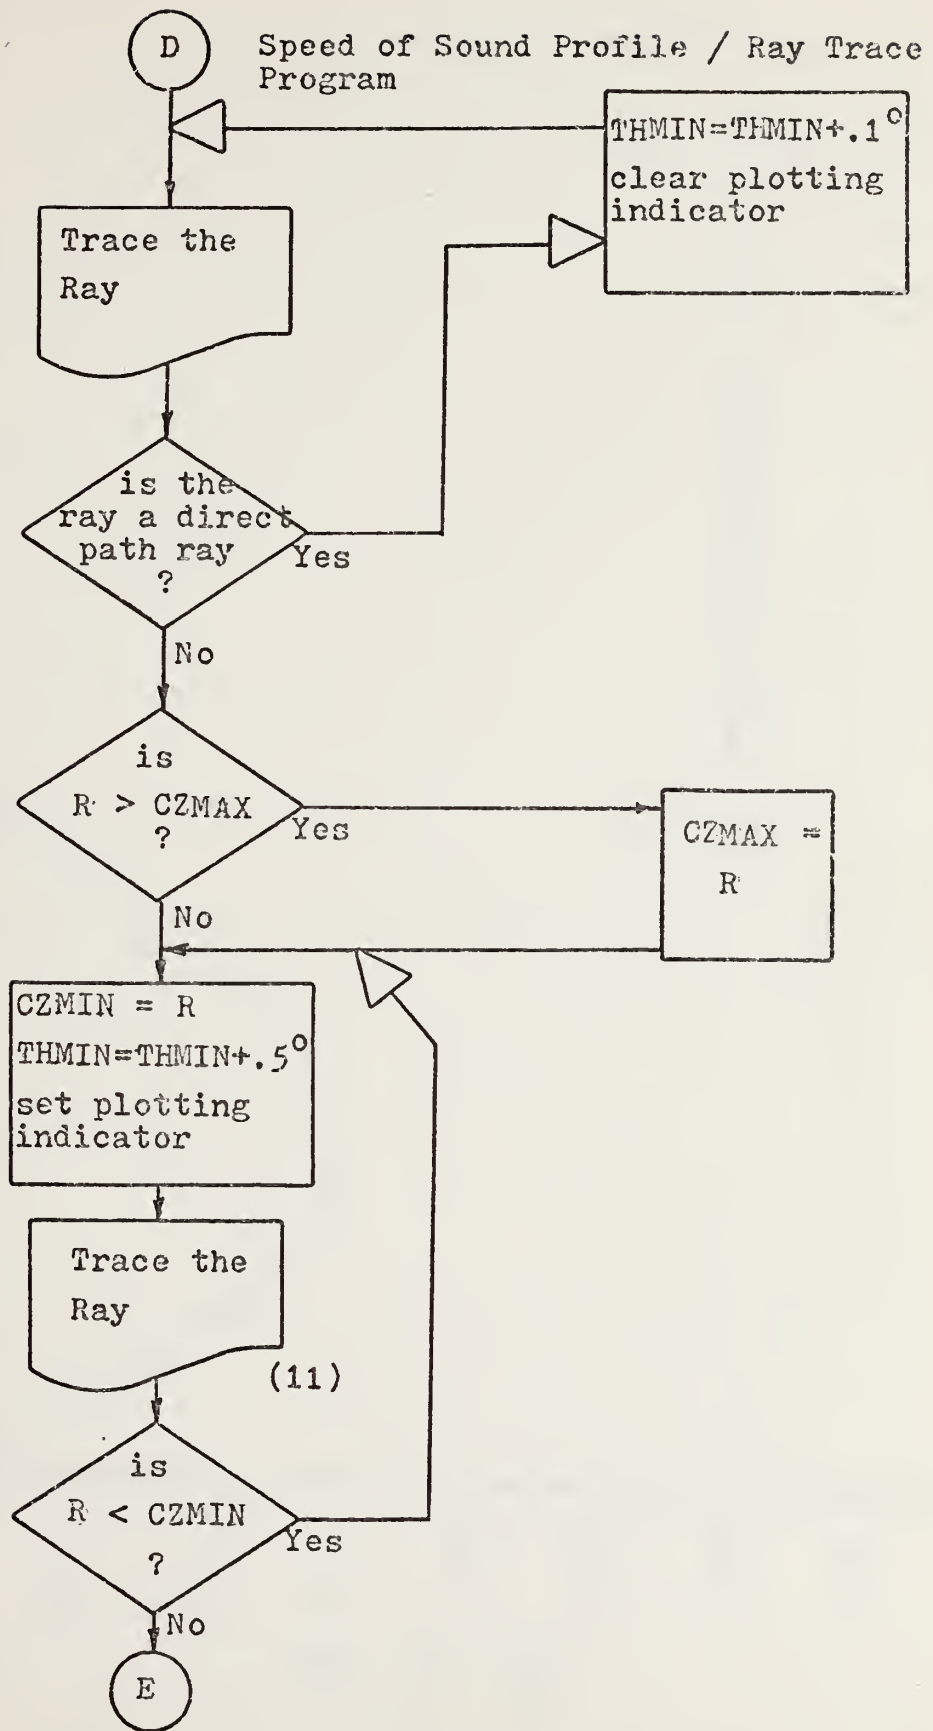 D
Speed of Sound Profile / Ray Trace
Program
THMIN=THMIN+.1°
clear plotting
indicator
Trace the
Ray
is the
ray a direct
path ray
?
Yes
No
is
R > CZMAX
?
Yes
CZMAX =
R
No
CZMIN = R
THMIN=THMIN+.5°
set plotting
indicator
Trace the
Ray
(11)
is
R < CZMIN
?
Yes
No
E